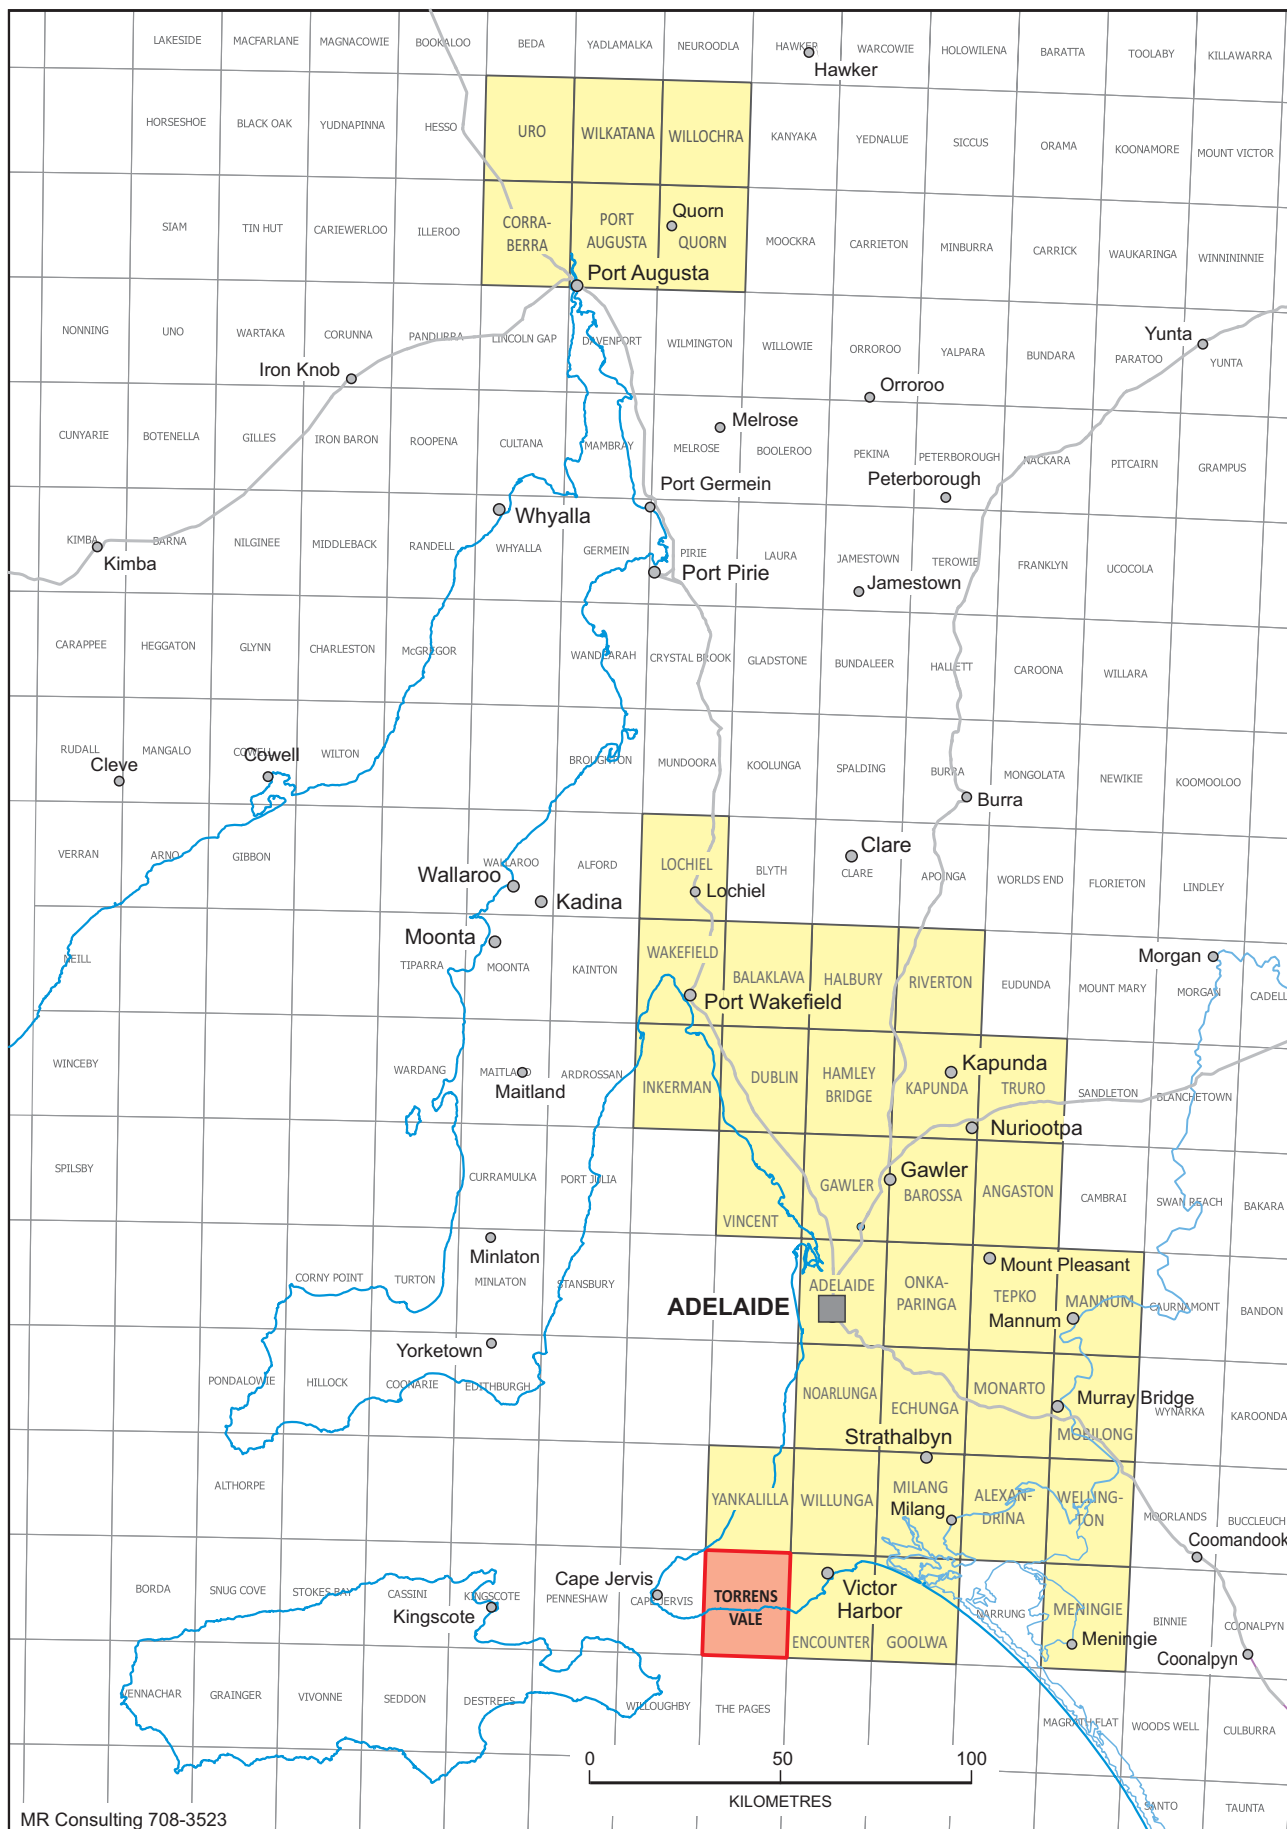 LAKESIDE
MACFARLANE
MAGNACOWIE
BOOKALOO
BEDA
YADLAMALKA
NEUROODLA
HAWKER
WARCOWIE
HOLOWILENA
BARATTA
TOOLABY
KILLAWARRA
Hawker
HORSESHOE
BLACK OAK
YUDNAPINNA
HESSO
URO
WILKATANA
WILLOCHRA
KANYAKA
YEDNALUE
SICCUS
ORAMA
KOONAMORE
MOUNT VICTOR
SIAM
TIN HUT
CARIEWERLOO
ILLEROO
CORRA-
BERRA
PORT
AUGUSTA
Quorn
QUORN
MOOCKRA
CARRIETON
MINBURRA
CARRICK
WAUKARINGA
WINNININNIE
Port Augusta
NONNING
UNO
WARTAKA
CORUNNA
PANDURRA
LINCOLN GAP
DAVENPORT
WILMINGTON
WILLOWIE
ORROROO
YALPARA
BUNDARA
PARATOO
Yunta
YUNTA
Iron Knob
Orroroo
CUNYARIE
BOTENELLA
GILLES
IRON BARON
ROOPENA
CULTANA
MAMBRAY
Melrose
MELROSE
BOOLEROO
PEKINA
PETERBOROUGH
NACKARA
PITCAIRN
GRAMPUS
Port Germein
Peterborough
Whyalla
KIMBA
Kimba
BARNA
NILGINEE
MIDDLEBACK
RANDELL
WHYALLA
GERMEIN
PIRIE
Port Pirie
LAURA
JAMESTOWN
Jamestown
TEROWIE
FRANKLYN
UCOCOLA
CARAPPEE
HEGGATON
GLYNN
CHARLESTON
McGREGOR
WANDEARAH
CRYSTAL BROOK
GLADSTONE
BUNDALEER
HALLETT
CAROONA
WILLARA
RUDALL
Cleve
MANGALO
COWELL
Cowell
WILTON
BROUGHTON
MUNDOORA
KOOLUNGA
SPALDING
BURRA
Burra
MONGOLATA
NEWIKIE
KOOMOOLOO
VERRAN
ARNO
GIBBON
WALLAROO
Wallaroo
ALFORD
Kadina
LOCHIEL
Lochiel
BLYTH
Clare
CLARE
APOINGA
WORLDS END
FLORIETON
LINDLEY
NEILL
Moonta
TIPARRA
MOONTA
KAINTON
WAKEFIELD
BALAKLAVA
HALBURY
RIVERTON
EUDUNDA
MOUNT MARY
Morgan
MORGAN
CADELL
Port Wakefield
WINCEBY
WARDANG
MAITLAND
Maitland
ARDROSSAN
INKERMAN
DUBLIN
HAMLEY
BRIDGE
Kapunda
KAPUNDA
TRURO
SANDLETON
BLANCHETOWN
Nuriootpa
SPILSBY
CURRAMULKA
PORT JULIA
VINCENT
GAWLER
Gawler
BAROSSA
ANGASTON
CAMBRAI
SWAN REACH
BAKARA
Minlaton
CORNY POINT
TURTON
MINLATON
STANSBURY
ADELAIDE
ADELAIDE
ONKA-
PARINGA
Mount Pleasant
TEPKO
Mannum
MANNUM
CAURNAMONT
BANDON
Yorketown
PONDALOWIE
HILLOCK
COONARIE
EDITHBURGH
NOARLUNGA
ECHUNGA
MONARTO
Murray Bridge
MOBILONG
WYNARKA
KAROONDA
Strathalbyn
ALTHORPE
YANKALILLA
WILLUNGA
MILANG
Milang
ALEXAN-
DRINA
WELLING-
TON
MOORLANDS
BUCCLEUCH
Coomandook
BORDA
SNUG COVE
STOKES BAY
CASSINI
KINGSCOTE
Kingscote
PENNESHAW
Cape Jervis
CAPE JERVIS
TORRENS
VALE
Victor
Harbor
ENCOUNTER
GOOLWA
NARRUNG
MENINGIE
Meningie
BINNIE
COONALPYN
Coonalpyn
VENNACHAR
GRAINGER
VIVONNE
SEDDON
DESTREES
WILLOUGHBY
THE PAGES
MAGRATH FLAT
WOODS WELL
CULBURRA
0 50 100
KILOMETRES
SANTO
TAUNTA
MR Consulting 708-3523